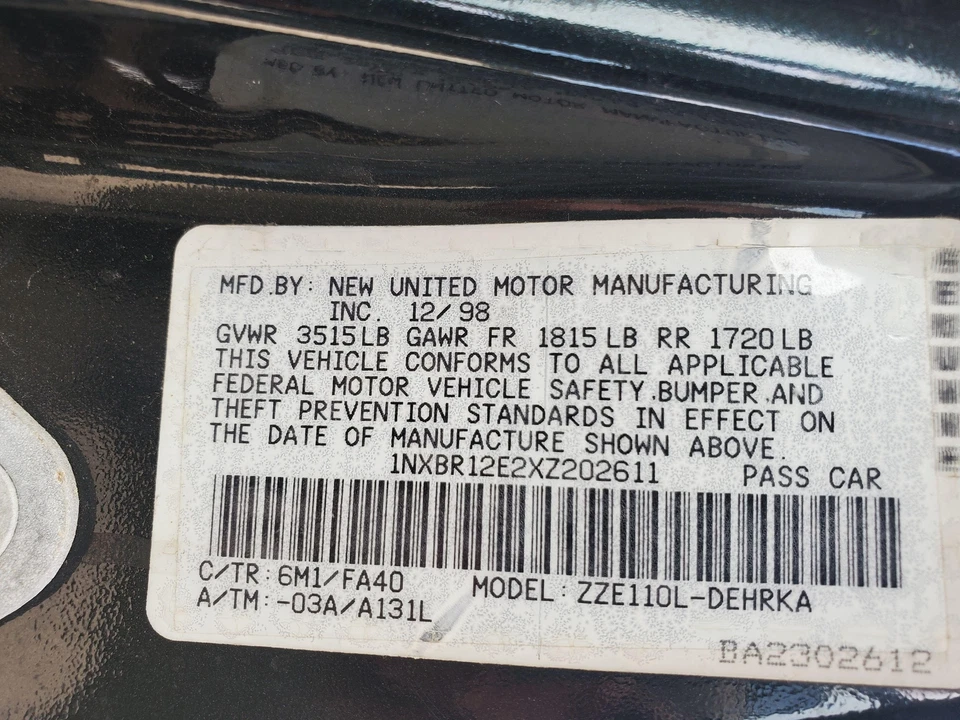 MFD.BY: NEW UNITED MOTOR MANUFACTURING
INC. 12/98
GVWR 3515LB GAWR FR 1815LB RR 1720LB
THIS VEHICLE CONFORMS TO ALL APPLICABLE
FEDERAL MOTOR VEHICLE SAFETY.BUMPER.AND
THEFT PREVENTION STANDARDS IN EFFECT ON
THE DATE OF MANUFACTURE SHOWN ABOVE.
1NXBR12E2XZ202611 PASS CAR
C/TR:6M1/FA40 MODEL:ZZE110L-DEHRKA
A/TM:-03A/A131L
BA2302612